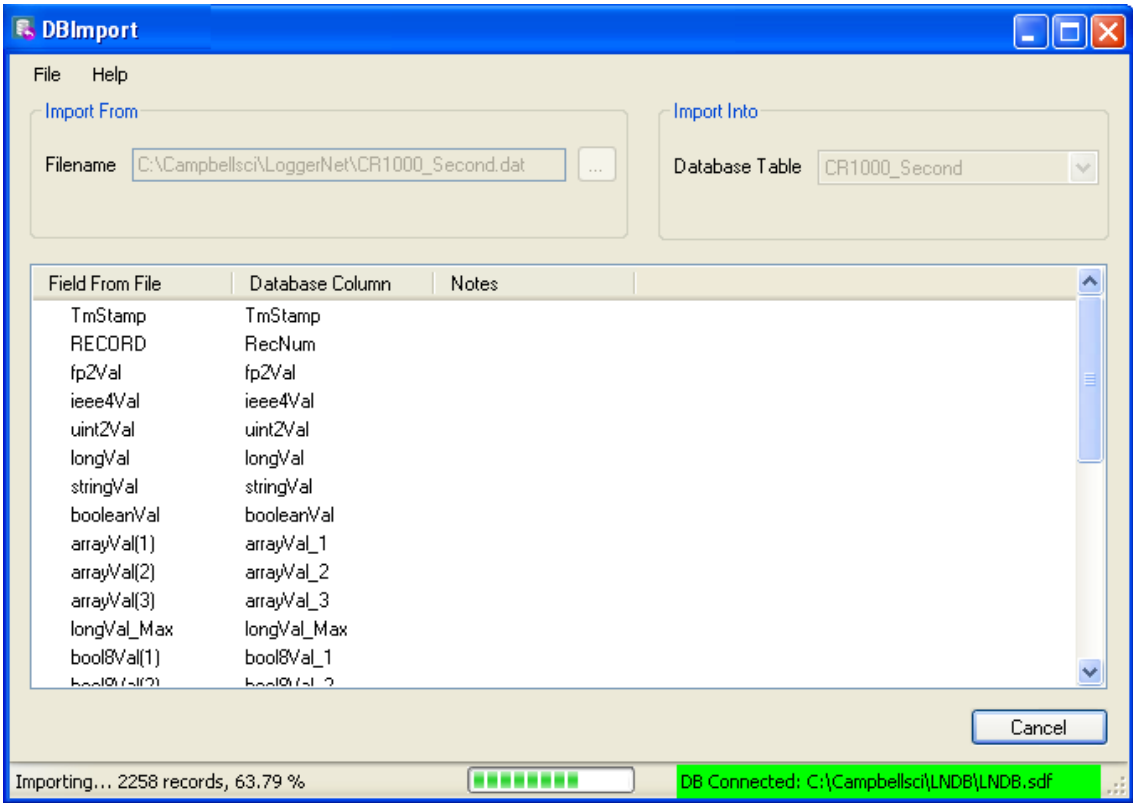 DBImport
File Help
Import From
Filename C:\Campbellsci\LoggerNet\CR1000_Second.dat ...
Import Into
Database Table CR1000_Second
Field From File Database Column Notes
TmStamp TmStamp
RECORD RecNum
fp2Val fp2Val
ieee4Val ieee4Val
uint2Val uint2Val
longVal longVal
stringVal stringVal
booleanVal booleanVal
arrayVal(1) arrayVal_1
arrayVal(2) arrayVal_2
arrayVal(3) arrayVal_3
longVal_Max longVal_Max
bool8Val(1) bool8Val_1
bool8Val(2) bool8Val_2
Cancel
Importing... 2258 records, 63.79 %
DB Connected: C:\Campbellsci\LNDB\LNDB.sdf